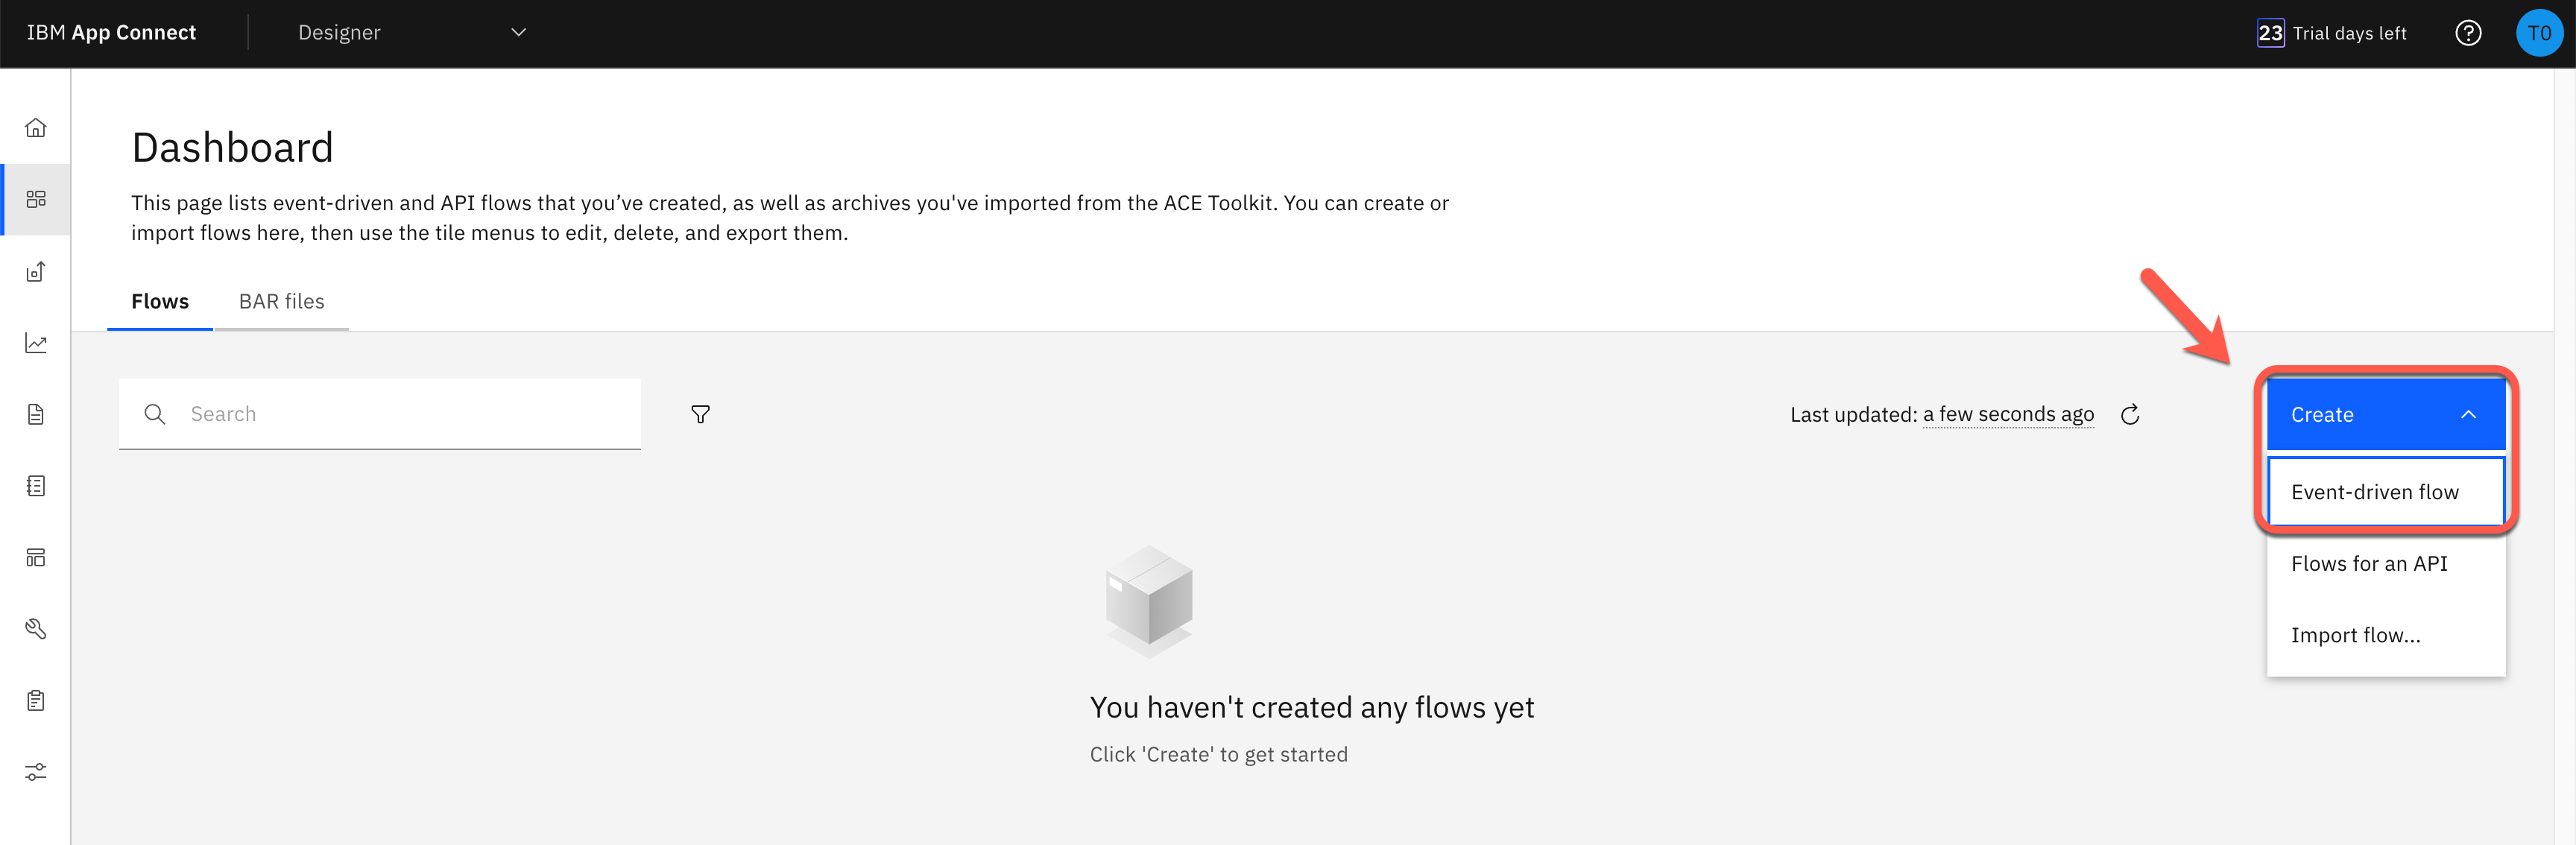 IBM App Connect
Designer
23 Trial days left
TO
Dashboard
This page lists event-driven and API flows that you’ve created, as well as archives you've imported from the ACE Toolkit. You can create or
import flows here, then use the tile menus to edit, delete, and export them.
Flows
BAR files
Search
Last updated: a few seconds ago
Create
Event-driven flow
Flows for an API
Import flow...
You haven't created any flows yet
Click 'Create' to get started